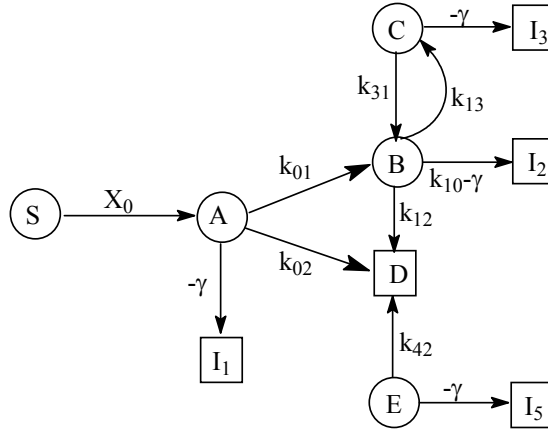 C
-γ
I₃
k₃₁
k₁₃
k₀₁
B
k₁₀-γ
I₂
S
X₀
A
k₁₂
k₀₂
D
-γ
I₁
k₄₂
E
-γ
I₅